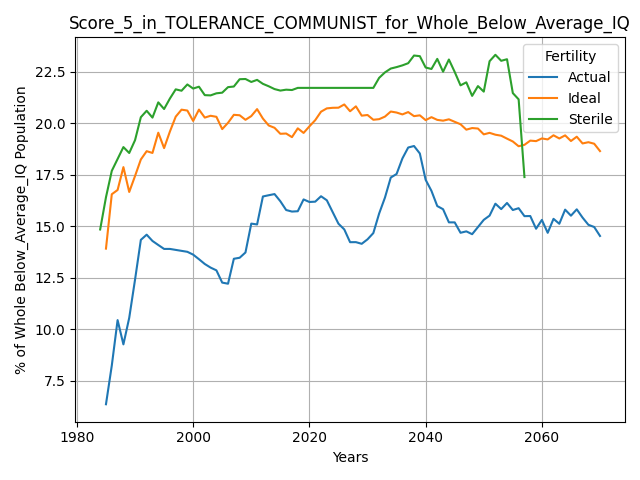 Score_5_in_TOLERANCE_COMMUNIST_for_Whole_Below_Average_IQ
% of Whole Below_Average_IQ Population
22.5
20.0
17.5
15.0
12.5
10.0
7.5
Fertility
Actual
Ideal
Sterile
1980
2000
2020
2040
2060
Years